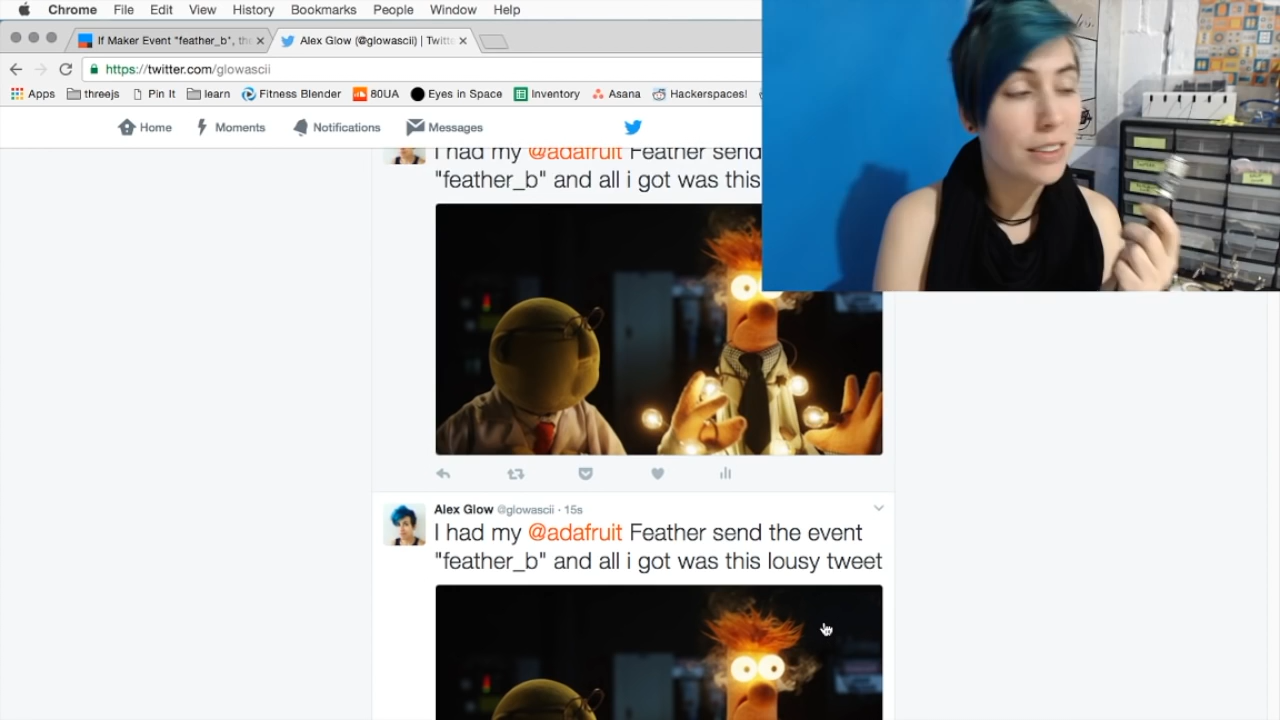 Chrome File Edit View History Bookmarks People Window Help
If Maker Event "feather_b", the
Alex Glow (@glowascii) | Twitte
https://twitter.com/glowascii
Apps threejs Pin It learn Fitness Blender 80UA Eyes in Space Inventory Asana Hackerspaces!
Home Moments Notifications Messages
I had my @adafruit Feather send
"feather_b" and all i got was this
Alex Glow @glowascii · 15s
I had my @adafruit Feather send the event
"feather_b" and all i got was this lousy tweet